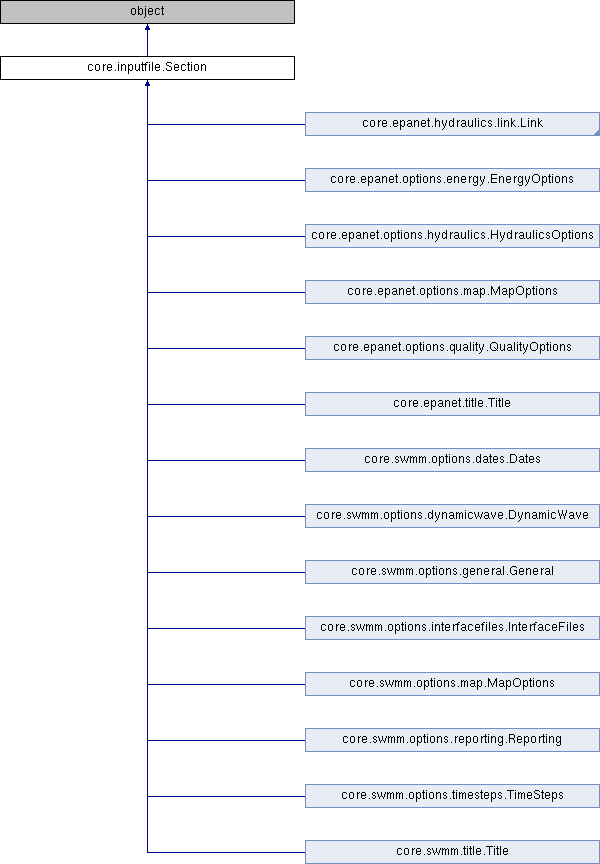 object
core.inputfile.Section
core.epanet.hydraulics.link.Link
core.epanet.options.energy.EnergyOptions
core.epanet.options.hydraulics.HydraulicsOptions
core.epanet.options.map.MapOptions
core.epanet.options.quality.QualityOptions
core.epanet.title.Title
core.swmm.options.dates.Dates
core.swmm.options.dynamicwave.DynamicWave
core.swmm.options.general.General
core.swmm.options.interfacefiles.InterfaceFiles
core.swmm.options.map.MapOptions
core.swmm.options.reporting.Reporting
core.swmm.options.timesteps.TimeSteps
core.swmm.title.Title